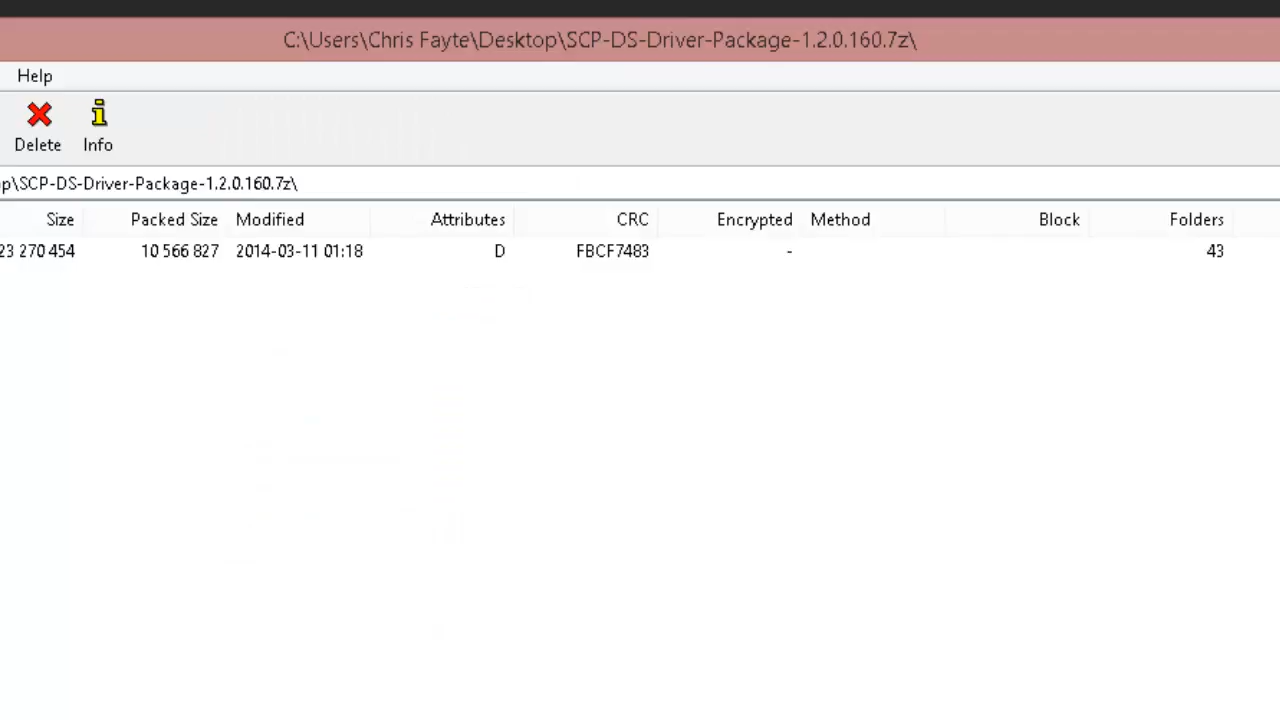 C:\Users\Chris Fayte\Desktop\SCP-DS-Driver-Package-1.2.0.160.7z\
Help
Delete Info
p\SCP-DS-Driver-Package-1.2.0.160.7z\
Size Packed Size Modified Attributes CRC Encrypted Method Block Folders
23 270 454 10 566 827 2014-03-11 01:18 D FBCF7483 - 43